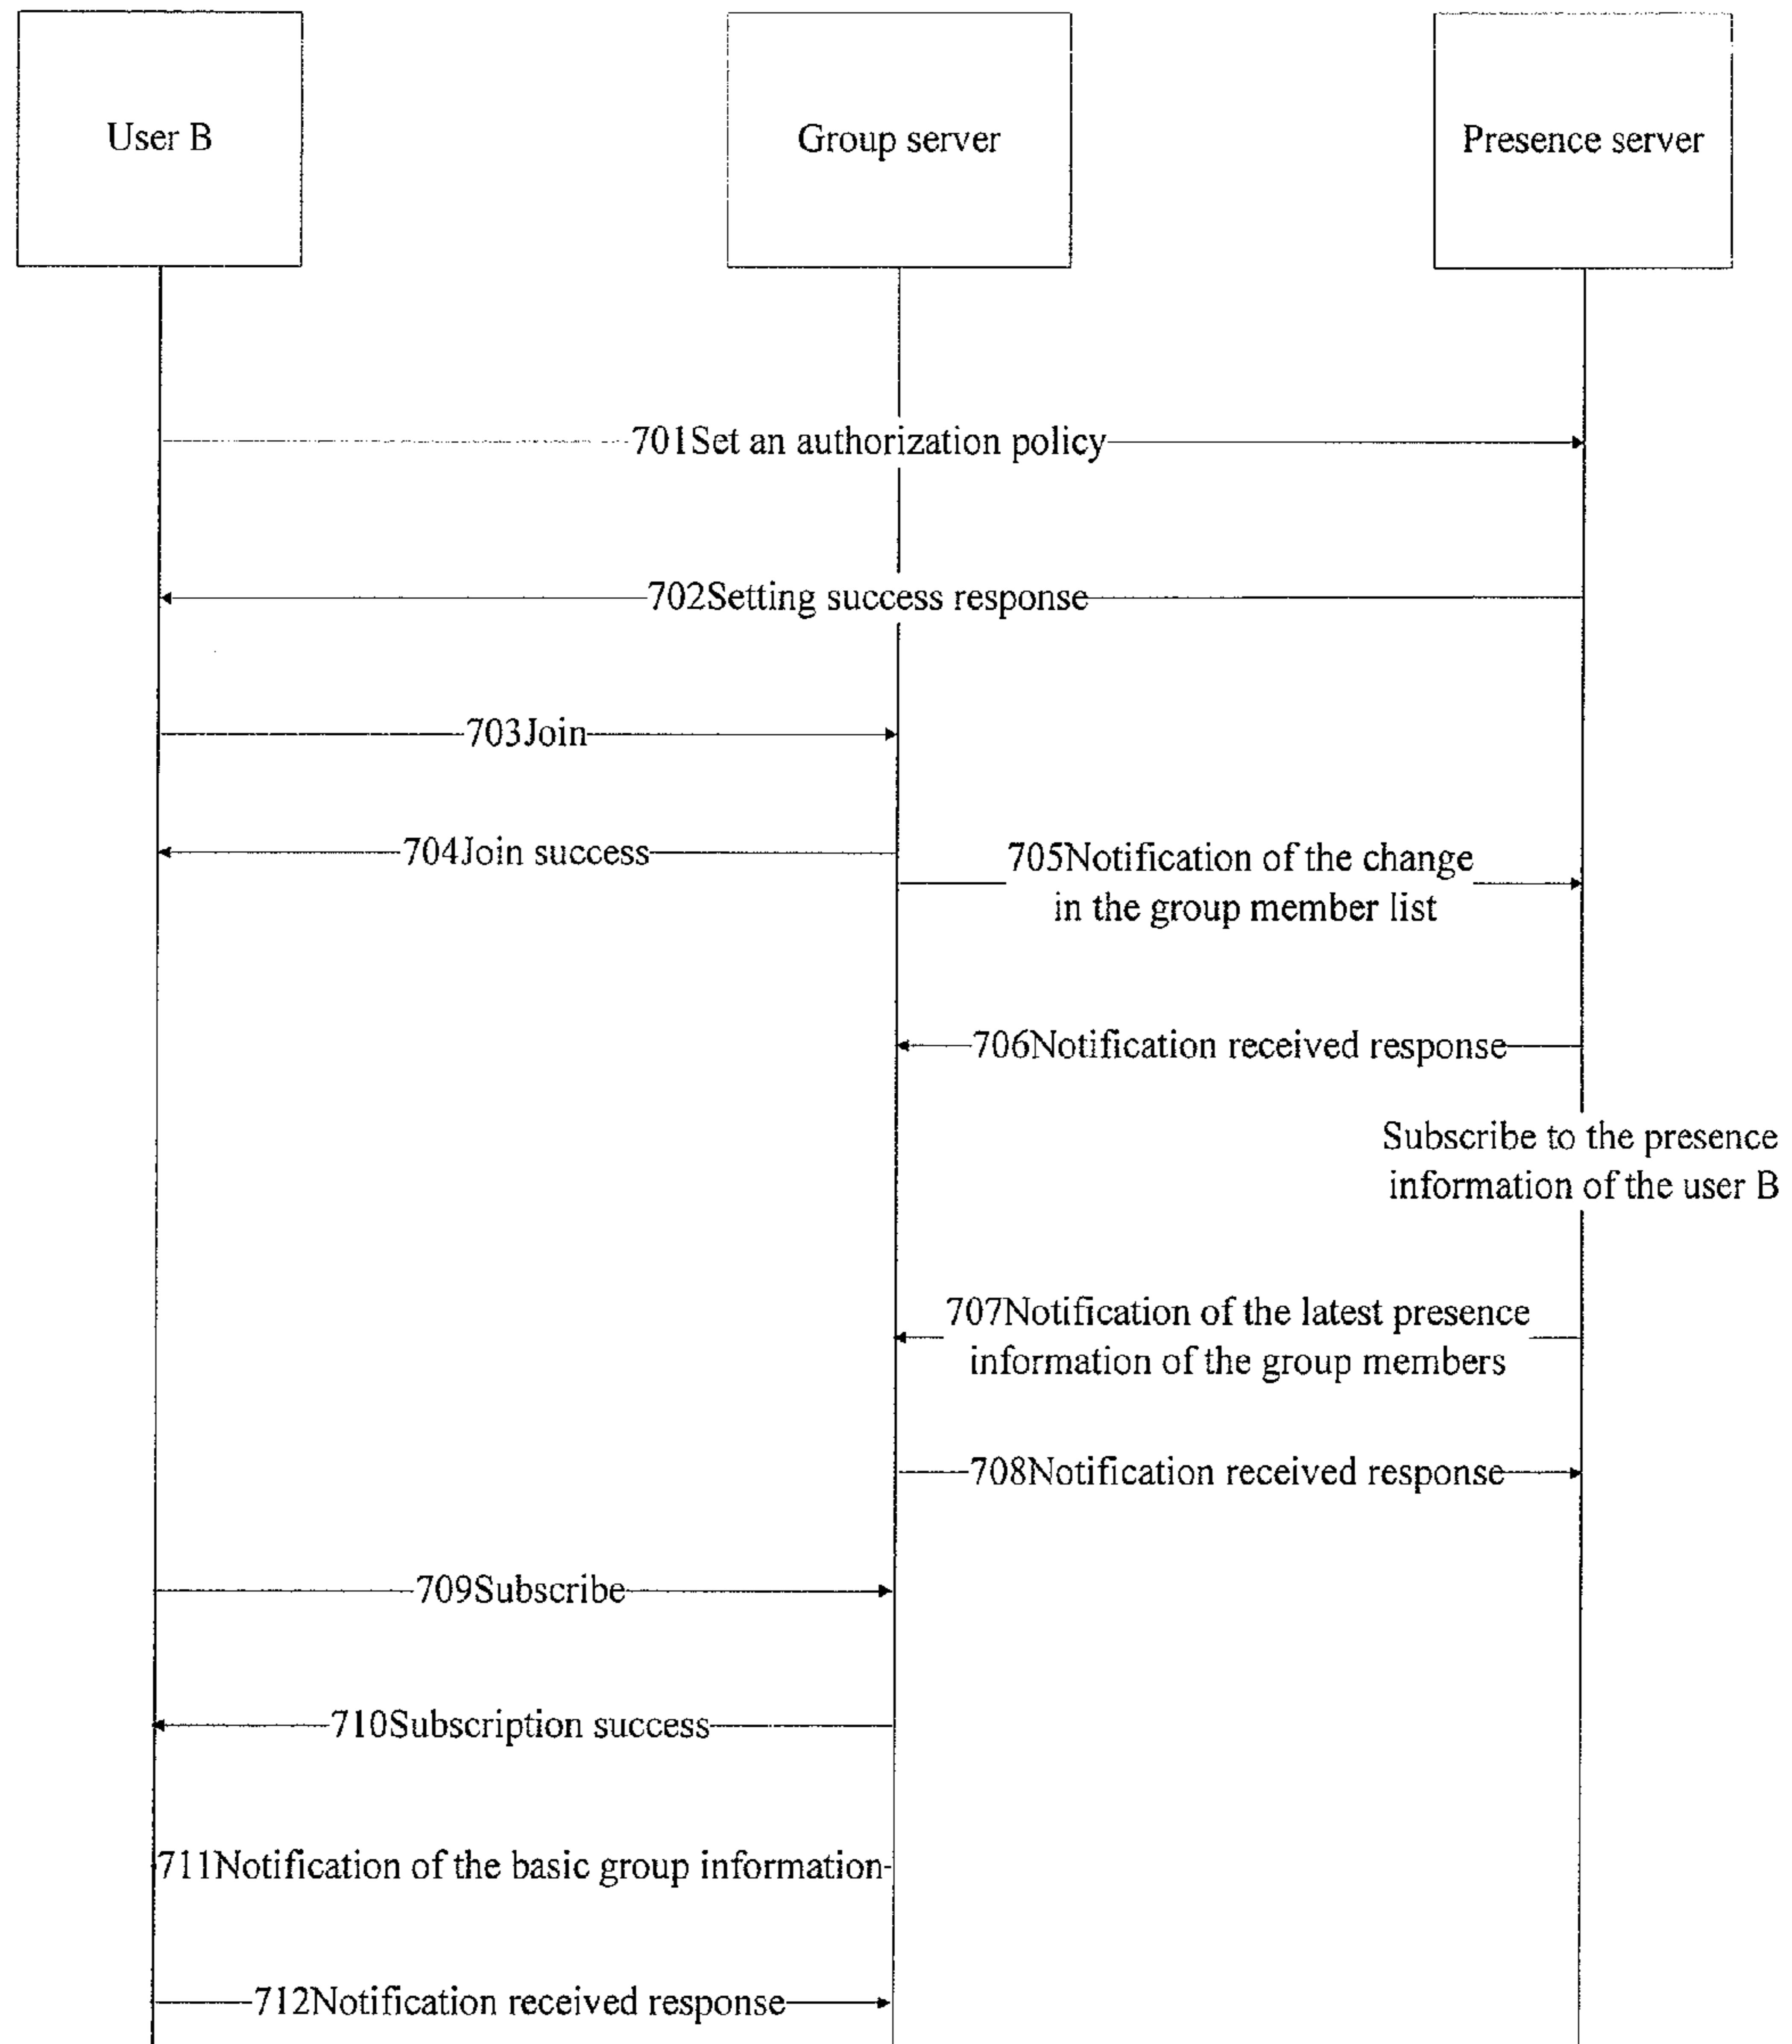 User B
Group server
Presence server
701Set an authorization policy
702Setting success response
703Join
704Join success
705Notification of the change
in the group member list
706Notification received response
Subscribe to the presence
information of the user B
707Notification of the latest presence
information of the group members
708Notification received response
709Subscribe
710Subscription success
711Notification of the basic group information
712Notification received response